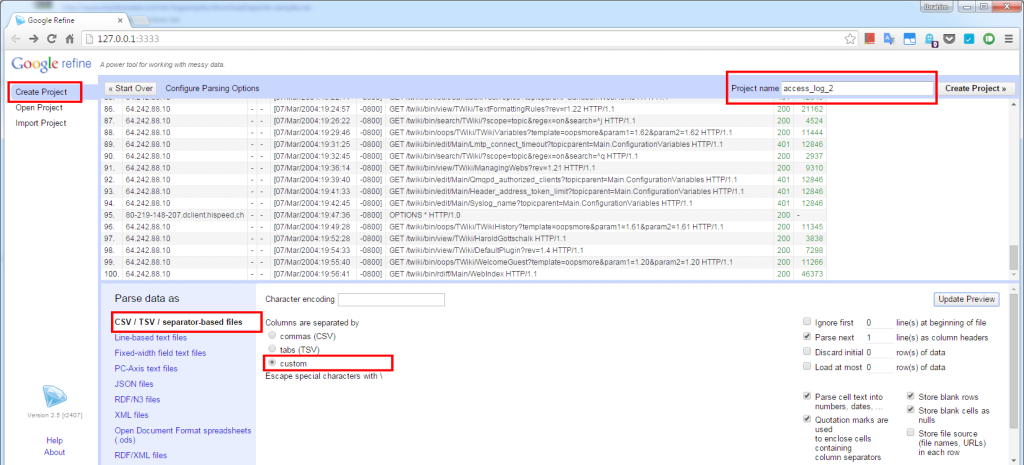 Ibrahim
Google Refine
127.0.0.1:3333
Google refine A power tool for working with messy data.
Create Project
Open Project
Import Project
« Start Over Configure Parsing Options Project name access_log_2 Create Project »
86. 64.242.88.10 - - [07/Mar/2004:19:24:57 -0800] GET /twiki/bin/view/TWiki/TextFormattingRules?rev=r1.22 HTTP/1.1 200 21162
87. 64.242.88.10 - - [07/Mar/2004:19:26:22 -0800] GET /twiki/bin/search/TWiki/?scope=topic&regex=on&search=^j HTTP/1.1 200 4524
88. 64.242.88.10 - - [07/Mar/2004:19:29:46 -0800] GET /twiki/bin/oops/TWiki/TWikiVariables?template=oopsmore&param1=1.62&param2=1.62 HTTP/1.1 200 11444
89. 64.242.88.10 - - [07/Mar/2004:19:31:25 -0800] GET /twiki/bin/edit/Main/Lmtp_connect_timeout?topicparent=Main.ConfigurationVariables HTTP/1.1 401 12846
90. 64.242.88.10 - - [07/Mar/2004:19:32:45 -0800] GET /twiki/bin/search/TWiki/?scope=topic&regex=on&search=^q HTTP/1.1 200 2937
91. 64.242.88.10 - - [07/Mar/2004:19:36:14 -0800] GET /twiki/bin/view/TWiki/ManagingWebs?rev=1.21 HTTP/1.1 200 9310
92. 64.242.88.10 - - [07/Mar/2004:19:39:40 -0800] GET /twiki/bin/edit/Main/Qmqpd_authorized_clients?topicparent=Main.ConfigurationVariables HTTP/1.1 401 12846
93. 64.242.88.10 - - [07/Mar/2004:19:41:33 -0800] GET /twiki/bin/edit/Main/Header_address_token_limit?topicparent=Main.ConfigurationVariables HTTP/1.1 401 12846
94. 64.242.88.10 - - [07/Mar/2004:19:42:45 -0800] GET /twiki/bin/edit/Main/Syslog_name?topicparent=Main.ConfigurationVariables HTTP/1.1 401 12846
95. 80-219-148-207.dclient.hispeed.ch - - [07/Mar/2004:19:47:36 -0800] OPTIONS * HTTP/1.0 200 -
96. 64.242.88.10 - - [07/Mar/2004:19:49:28 -0800] GET /twiki/bin/oops/TWiki/TWikiHistory?template=oopsmore&param1=1.61&param2=1.61 HTTP/1.1 200 11345
97. 64.242.88.10 - - [07/Mar/2004:19:52:28 -0800] GET /twiki/bin/view/TWiki/HaroldGottschalk HTTP/1.1 200 3838
98. 64.242.88.10 - - [07/Mar/2004:19:54:33 -0800] GET /twiki/bin/view/TWiki/DefaultPlugin?rev=1.4 HTTP/1.1 200 7298
99. 64.242.88.10 - - [07/Mar/2004:19:55:40 -0800] GET /twiki/bin/oops/TWiki/WelcomeGuest?template=oopsmore&param1=1.20&param2=1.20 HTTP/1.1 200 11266
100. 64.242.88.10 - - [07/Mar/2004:19:56:41 -0800] GET /twiki/bin/rdiff/Main/WebIndex HTTP/1.1 200 46373
Parse data as
CSV / TSV / separator-based files
Line-based text files
Fixed-width field text files
PC-Axis text files
JSON files
RDF/N3 files
XML files
Open Document Format spreadsheets
(.ods)
RDF/XML files
Character encoding
Update Preview
Columns are separated by
commas (CSV)
tabs (TSV)
custom
Escape special characters with \
Ignore first 0 line(s) at beginning of file
Parse next 1 line(s) as column headers
Discard initial 0 row(s) of data
Load at most 0 row(s) of data
Parse cell text into
numbers, dates, ...
Quotation marks are
used
to enclose cells
containing
column separators
Store blank rows
Store blank cells as
nulls
Store file source
(file names, URLs)
in each row
Version 2.5 [r2407]
Help
About